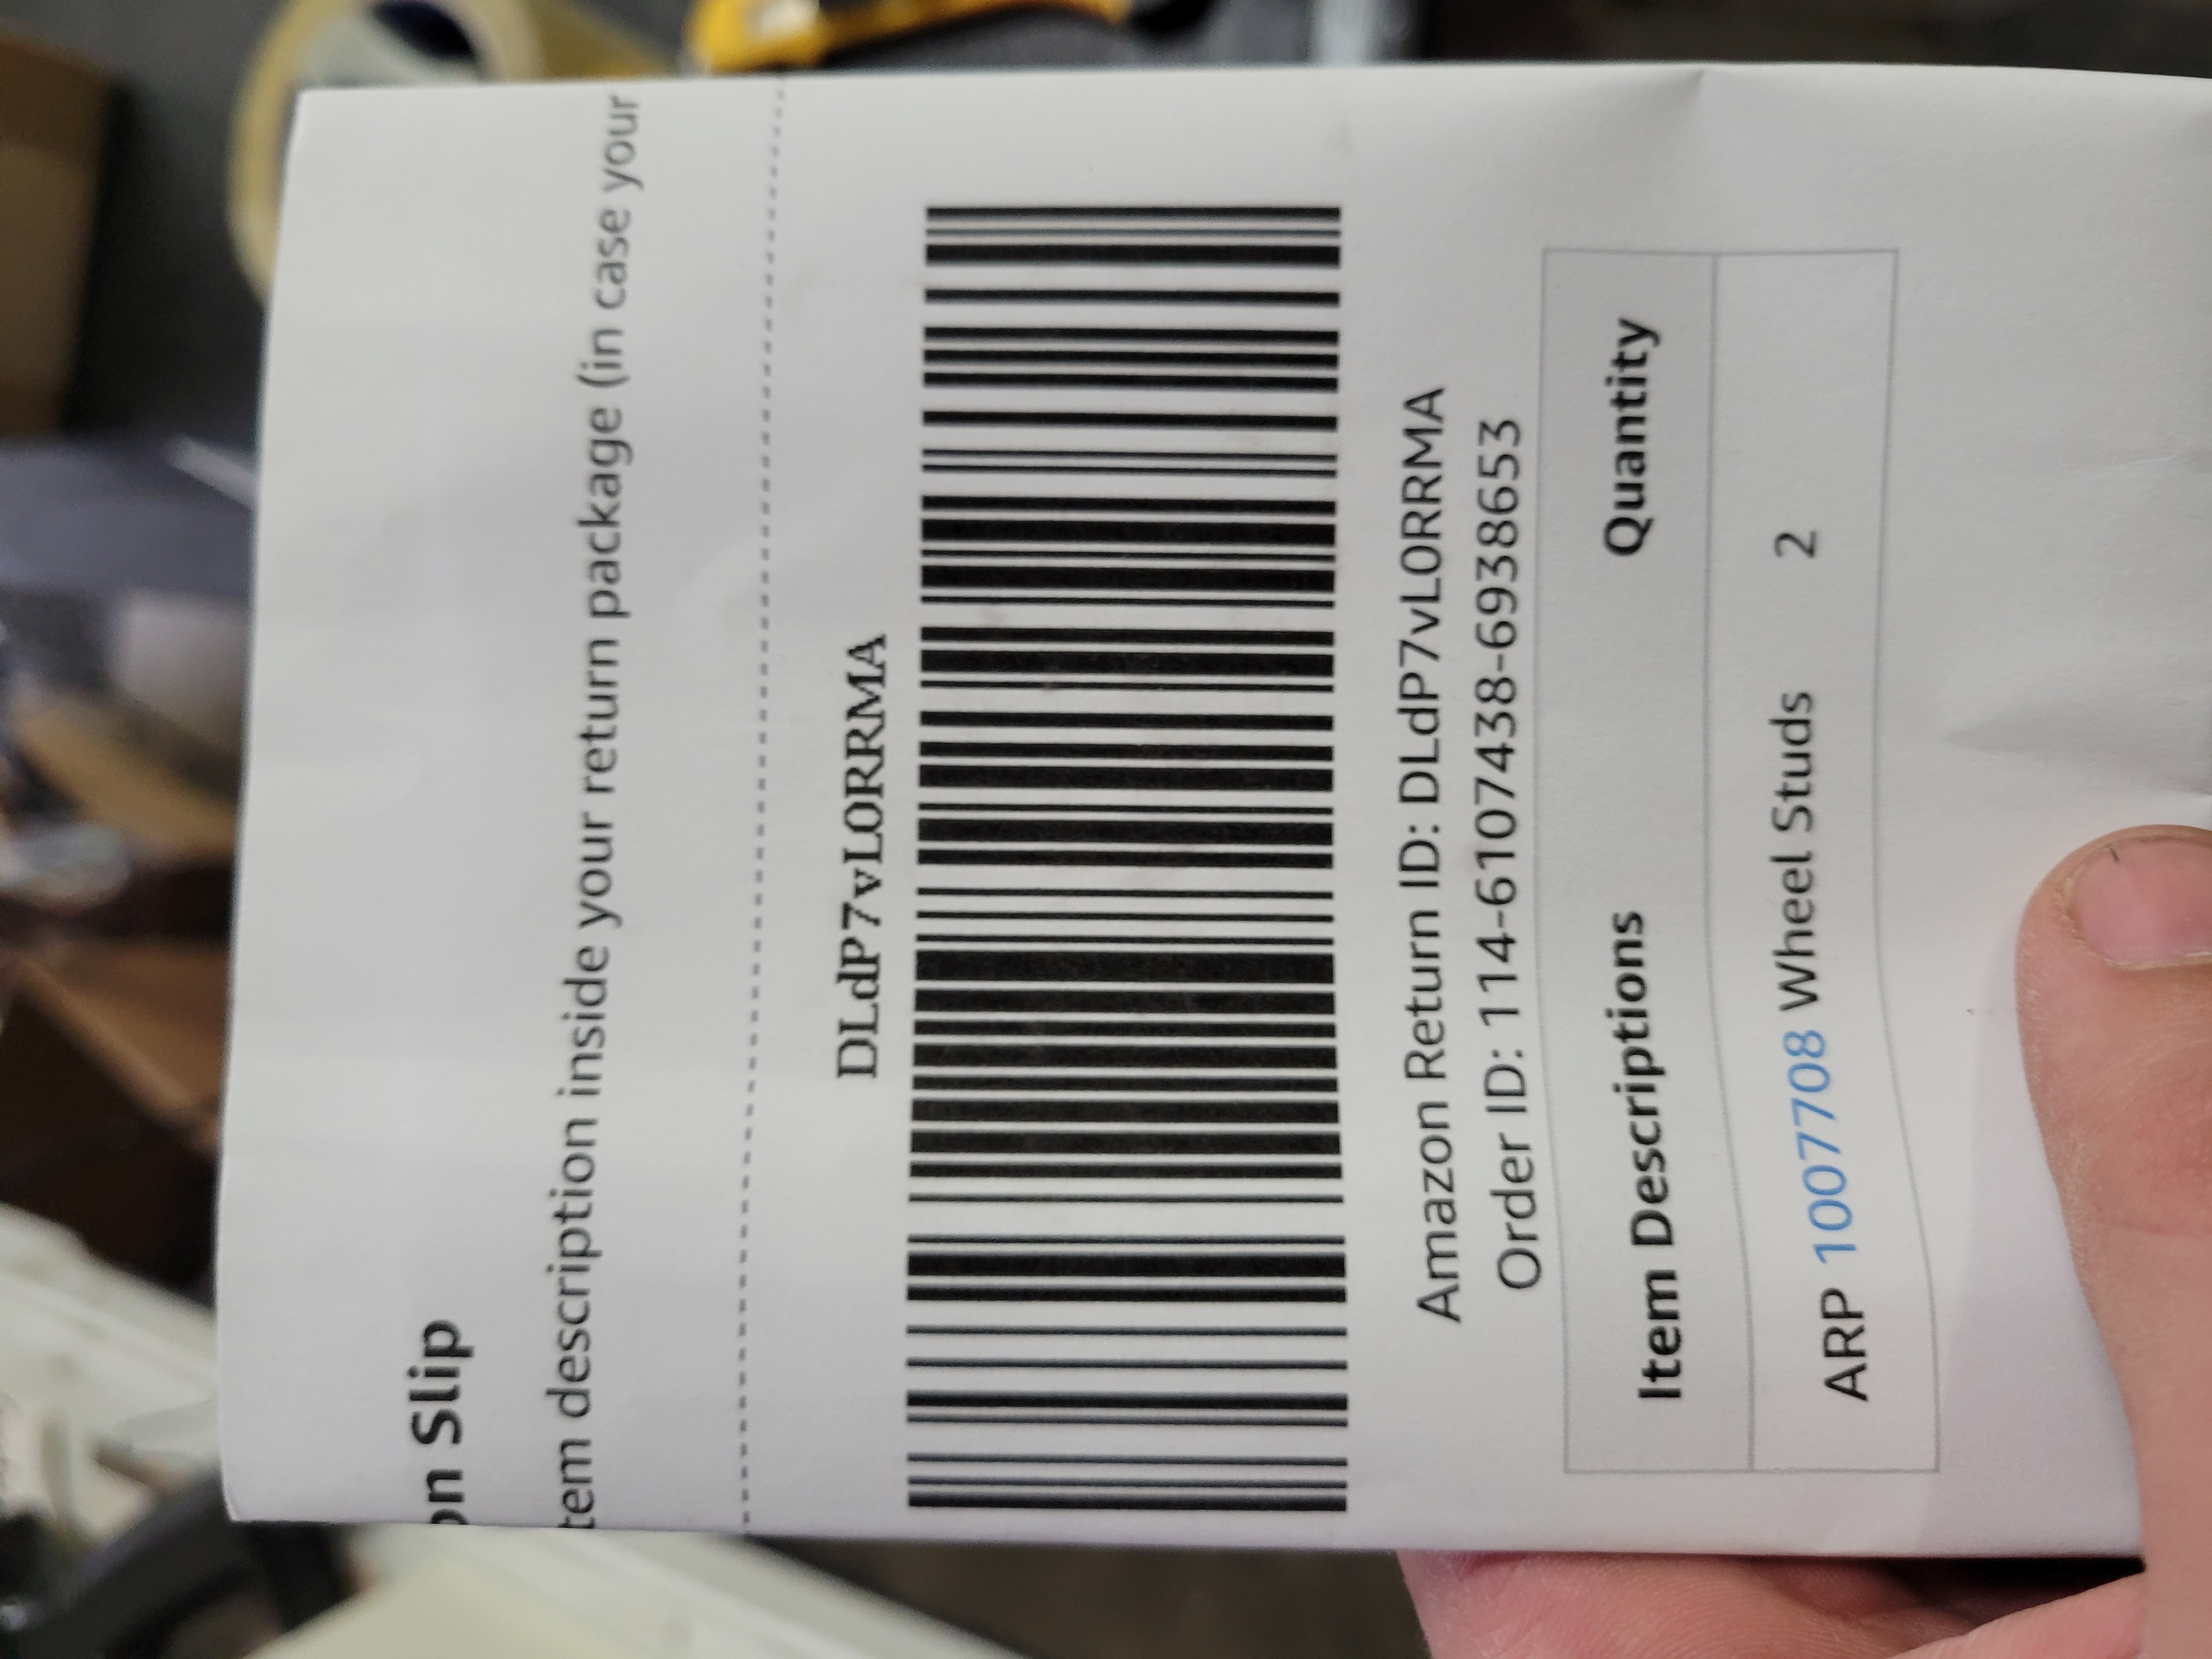 on Slip
tem description inside your return package (in case your
DLdP7vL0RRMA
Amazon Return ID: DLdP7vL0RRMA
Order ID: 114-6107438-6938653
Item Descriptions Quantity
ARP 1007708 Wheel Studs 2